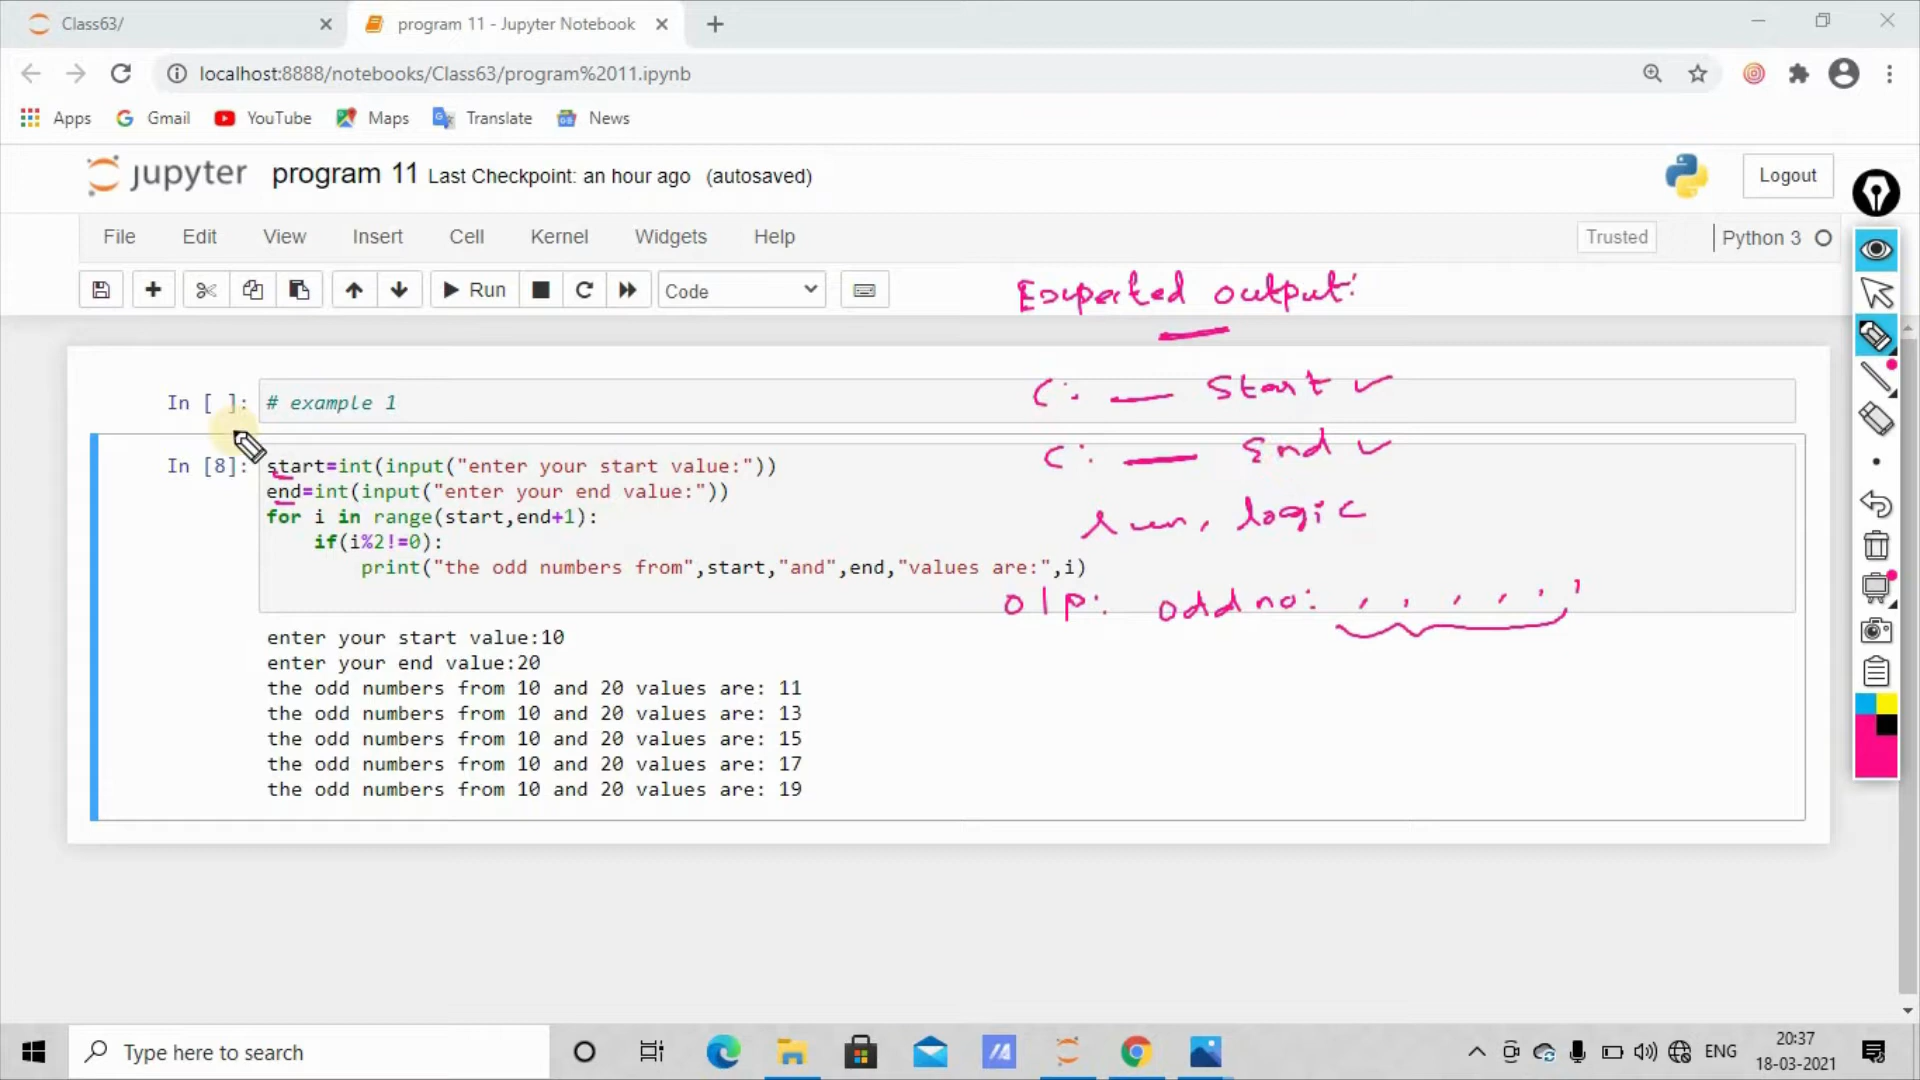 Class63/
program 11 - Jupyter Notebook
localhost:8888/notebooks/Class63/program%2011.ipynb
Apps Gmail YouTube Maps Translate News
jupyter program 11 Last Checkpoint: an hour ago (autosaved)
Logout
File Edit View Insert Cell Kernel Widgets Help
Trusted Python 3
Run Code
Expected output:
In [ ]: # example 1
C: — Start ✓
C: — End ✓
In [8]: start=int(input("enter your start value:"))
end=int(input("enter your end value:"))
for i in range(start,end+1):
run, logic
if(i%2!=0):
print("the odd numbers from",start,"and",end,"values are:",i)
o/p: odd no: , , , , , ,
enter your start value:10
enter your end value:20
the odd numbers from 10 and 20 values are: 11
the odd numbers from 10 and 20 values are: 13
the odd numbers from 10 and 20 values are: 15
the odd numbers from 10 and 20 values are: 17
the odd numbers from 10 and 20 values are: 19
Type here to search
ENG
20:37
18-03-2021